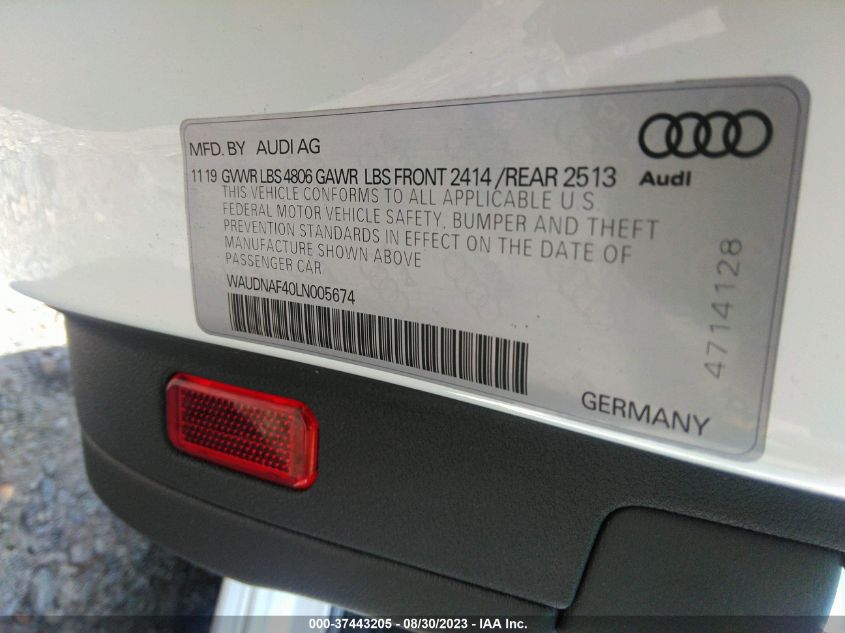 MFD. BY AUDI AG
11 19 GVWR LBS 4806 GAWR LBS FRONT 2414 /REAR 2513
THIS VEHICLE CONFORMS TO ALL APPLICABLE U.S.
FEDERAL MOTOR VEHICLE SAFETY, BUMPER AND THEFT
PREVENTION STANDARDS IN EFFECT ON THE DATE OF
MANUFACTURE SHOWN ABOVE
PASSENGER CAR
WAUDNAF40LN005674
Audi
4714128
GERMANY
000-37443205 - 08/30/2023 - IAA Inc.